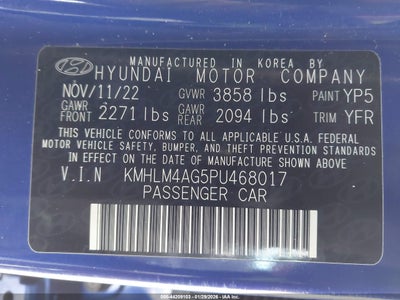 MANUFACTURED IN KOREA BY
HYUNDAI MOTOR COMPANY
NOV/11/22 GVWR 3858 lbs PAINT YP5
GAWR FRONT 2271 lbs GAWR REAR 2094 lbs TRIM YFR
THIS VEHICLE CONFORMS TO ALL APPLICABLE U.S.A. FEDERAL
MOTOR VEHICLE SAFETY, BUMPER, AND THEFT PREVENTION
STANDARDS IN EFFECT ON THE DATE OF MANUFACTURE
SHOWN ABOVE
V.I.N KMHLM4AG5PU468017
PASSENGER CAR